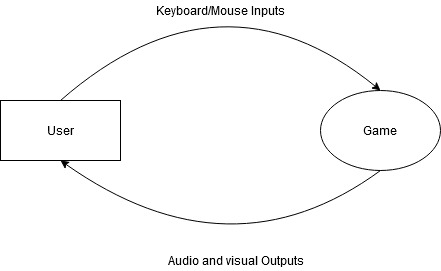 Keyboard/Mouse Inputs
User
Game
Audio and visual Outputs